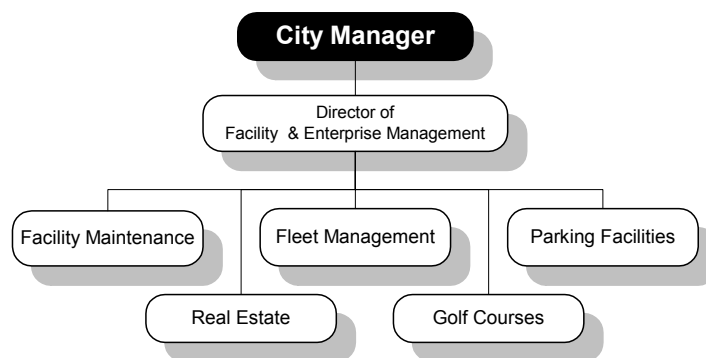 City Manager
Director of
Facility & Enterprise Management
Facility Maintenance
Fleet Management
Parking Facilities
Real Estate
Golf Courses